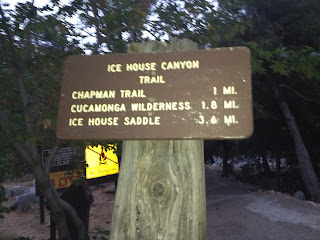 ICE HOUSE CANYON
TRAIL
CHAPMAN TRAIL 1 MI.
CUCAMONGA WILDERNESS 1.8 MI.
ICE HOUSE SADDLE 3.6 MI.